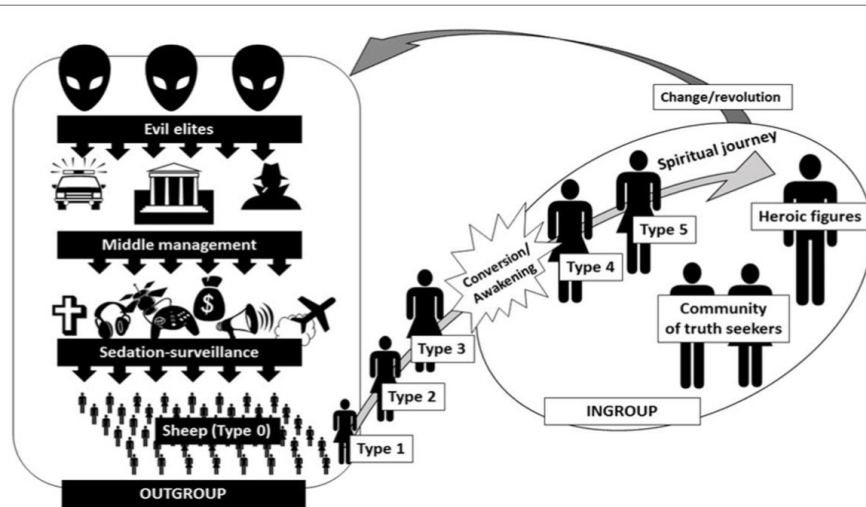 Evil elites
Middle management
$
Sedation-surveillance
Sheep (Type 0)
OUTGROUP
Type 1
Type 2
Type 3
Conversion/
Awakening
Type 4
Type 5
Spiritual journey
Change/revolution
Heroic figures
Community
of truth seekers
INGROUP